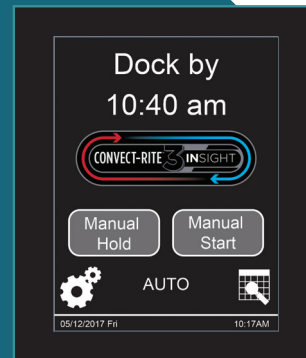 Dock by
10:40 am
CONVECT-RITE 3 INSIGHT
Manual Hold
Manual Start
AUTO
05/12/2017 Fri
10:17AM